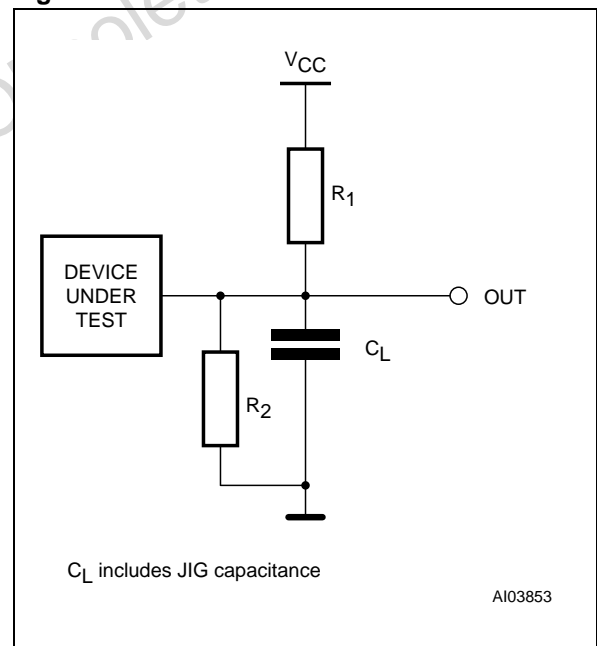 VCC
R1
DEVICE
UNDER
TEST
OUT
CL
R2
CL includes JIG capacitance
AI03853